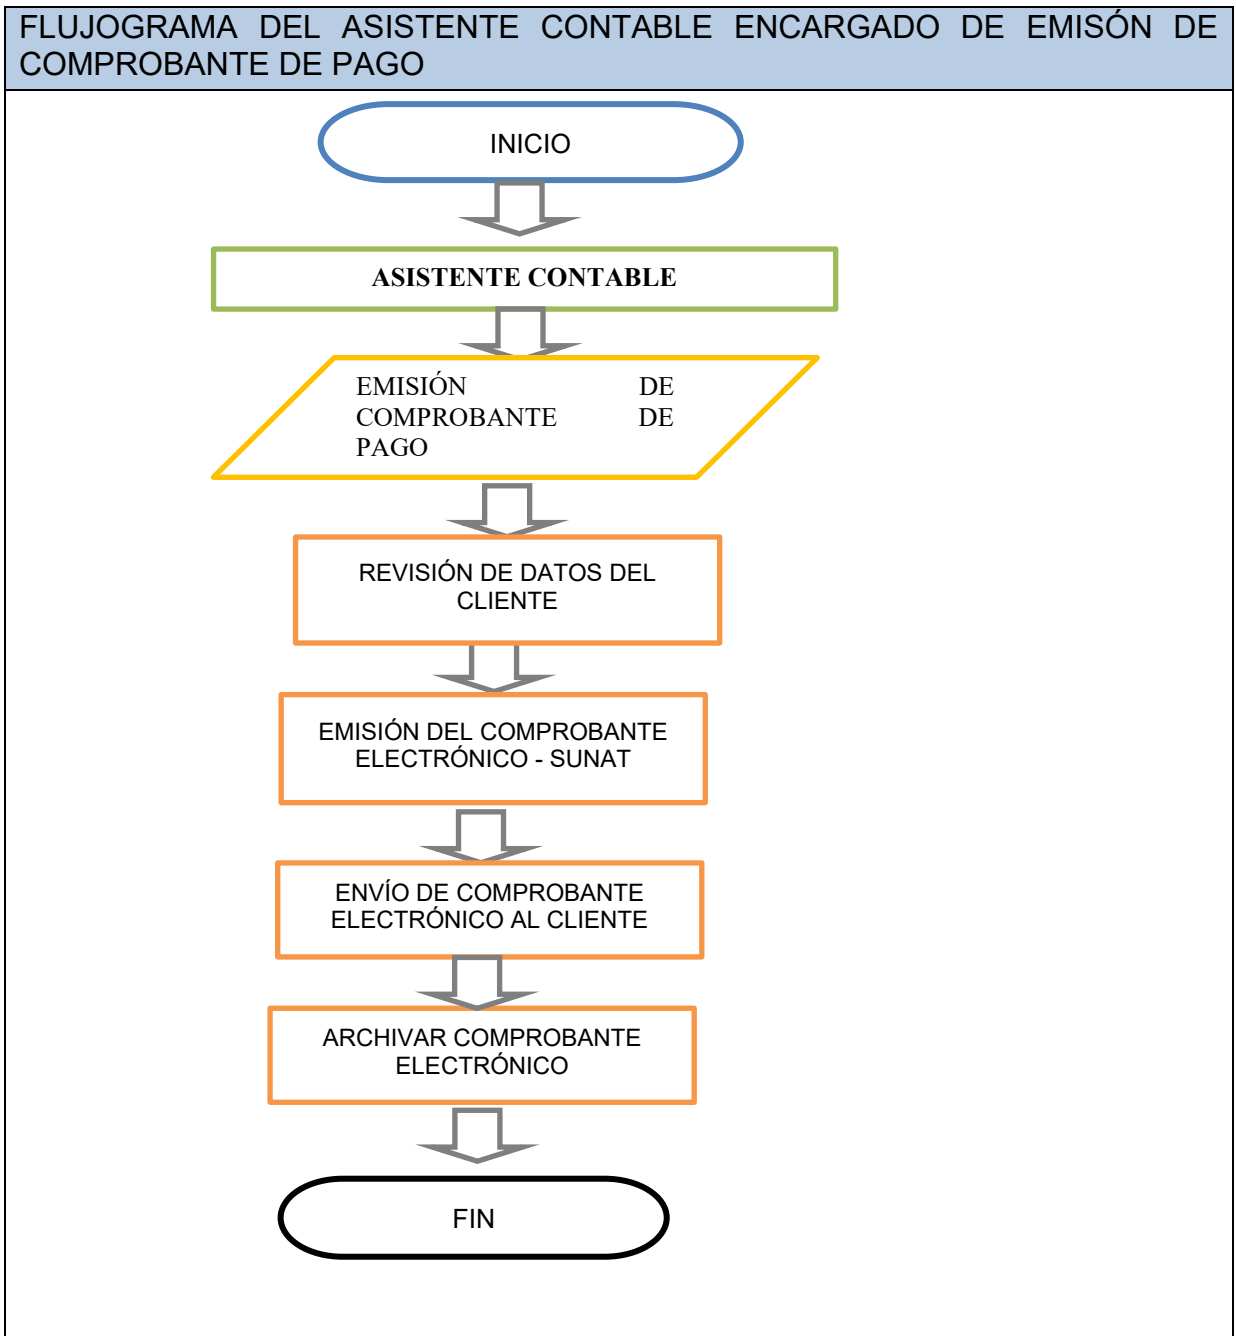 FLUJOGRAMA DEL ASISTENTE CONTABLE ENCARGADO DE EMISÓN DE
COMPROBANTE DE PAGO
INICIO
ASISTENTE CONTABLE
EMISIÓN DE
COMPROBANTE DE
PAGO
REVISIÓN DE DATOS DEL
CLIENTE
EMISIÓN DEL COMPROBANTE
ELECTRÓNICO - SUNAT
ENVÍO DE COMPROBANTE
ELECTRÓNICO AL CLIENTE
ARCHIVAR COMPROBANTE
ELECTRÓNICO
FIN